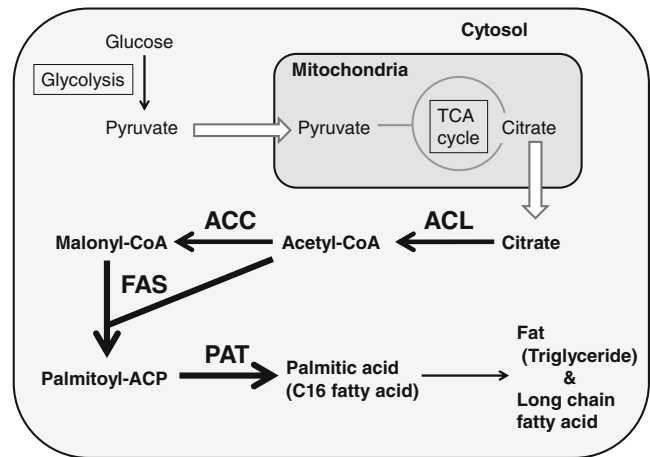 Cytosol
Glucose
Glycolysis
Mitochondria
Pyruvate
Pyruvate
TCA
cycle
Citrate
ACC
ACL
Malonyl-CoA
Acetyl-CoA
Citrate
FAS
PAT
Palmitoyl-ACP
Palmitic acid
(C16 fatty acid)
Fat
(Triglyceride)
&
Long chain
fatty acid